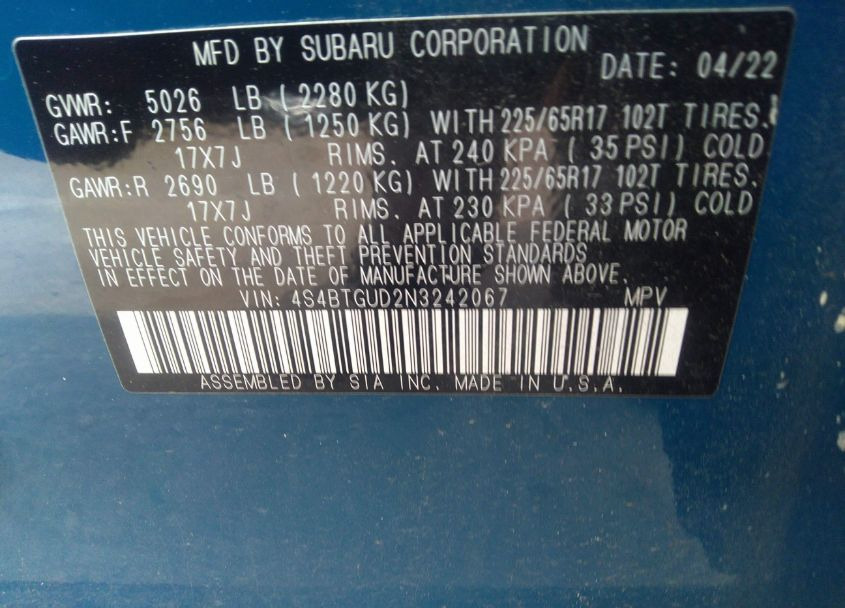 MFD BY SUBARU CORPORATION
DATE: 04/22
GVWR: 5026 LB ( 2280 KG)
GAWR:F 2756 LB ( 1250 KG) WITH 225/65R17 102T TIRES.
17X7J RIMS. AT 240 KPA ( 35 PSI) COLD
GAWR:R 2690 LB ( 1220 KG) WITH 225/65R17 102T TIRES.
17X7J RIMS. AT 230 KPA ( 33 PSI) COLD
THIS VEHICLE CONFORMS TO ALL APPLICABLE FEDERAL MOTOR
VEHICLE SAFETY AND THEFT PREVENTION STANDARDS
IN EFFECT ON THE DATE OF MANUFACTURE SHOWN ABOVE.
VIN: 4S4BTGUD2N3242067 MPV
ASSEMBLED BY SIA INC. MADE IN U.S.A.